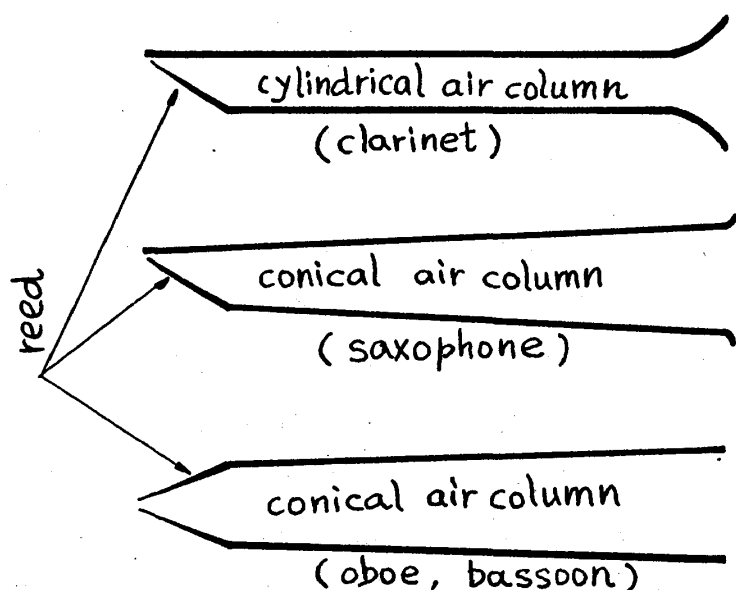 cylindrical air column
(clarinet)
reed
conical air column
(saxophone)
conical air column
(oboe, bassoon)